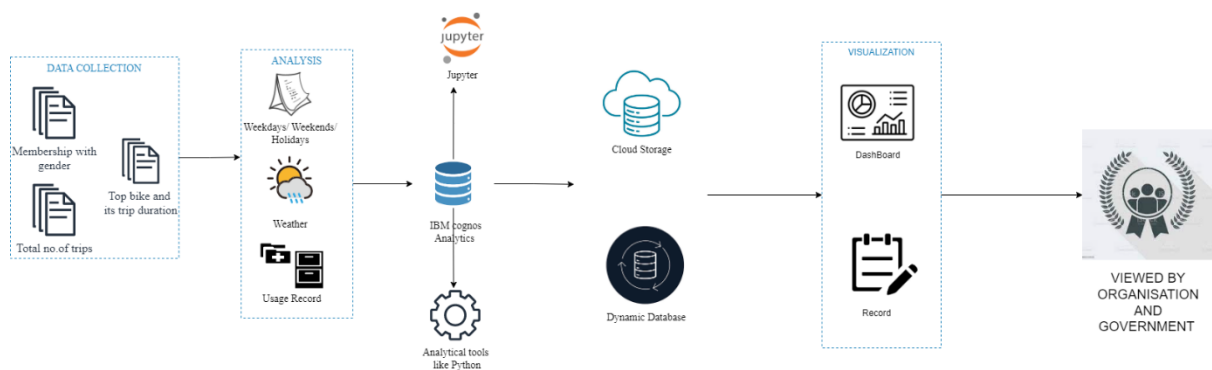 DATA COLLECTION
Membership with
gender
Top bike and
its trip duration
Total no.of trips
ANALYSIS
Weekdays/ Weekends/
Holidays
Weather
Usage Record
jupyter
Jupyter
IBM cognos
Analytics
Analytical tools
like Python
Cloud Storage
Dynamic Database
VISUALIZATION
DashBoard
Record
VIEWED BY
ORGANISATION
AND
GOVERNMENT